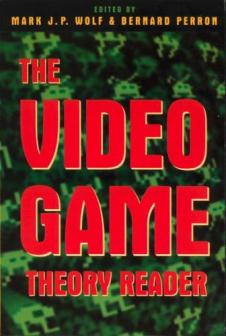 EDITED BY
MARK J.P. WOLF & BERNARD PERRON
THE
VIDEO
GAME
THEORY READER